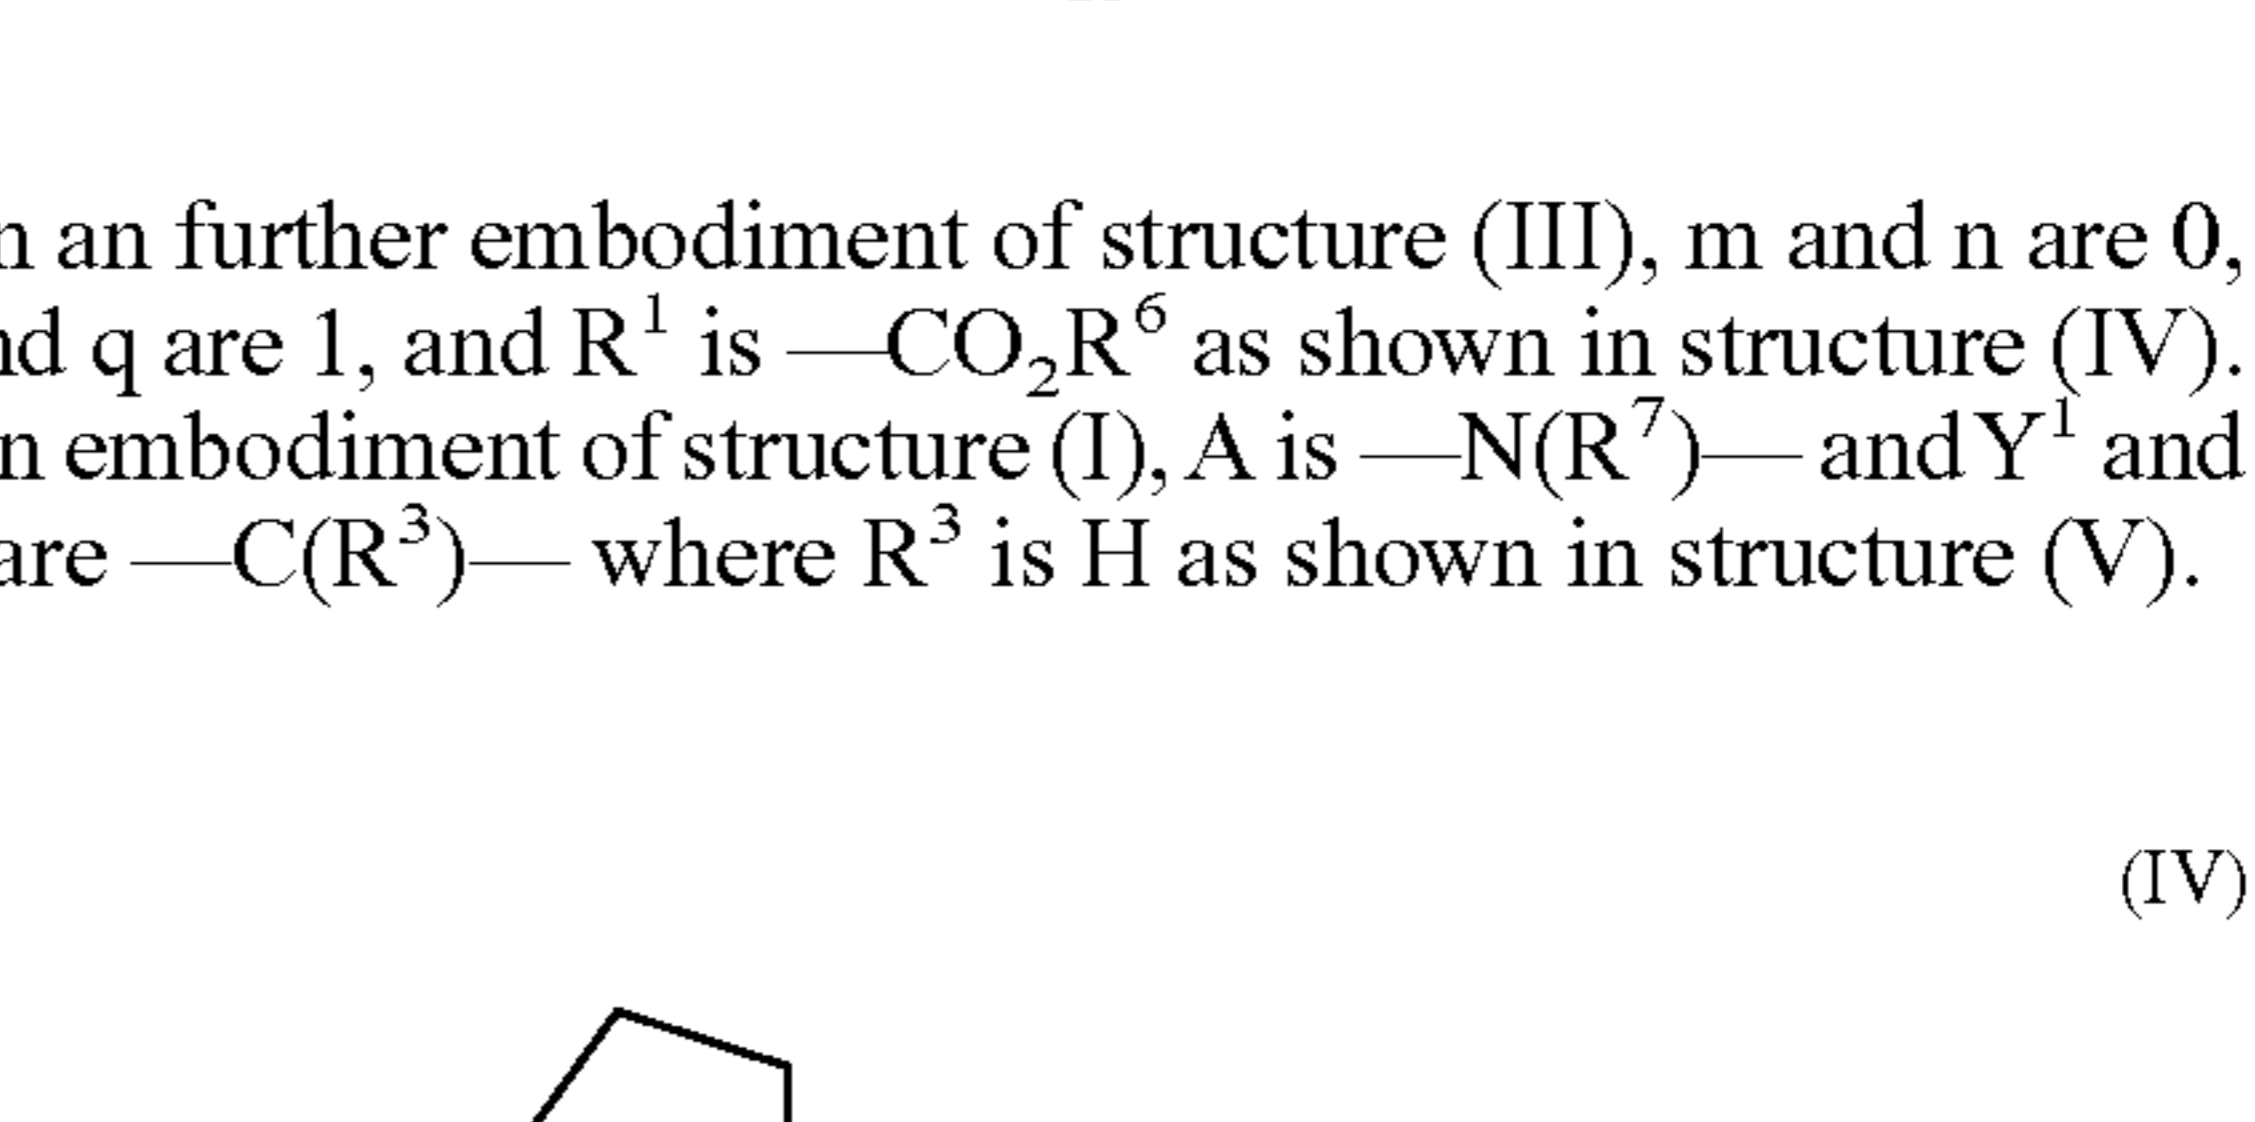 n an further embodiment of structure (III), m and n are 0,
nd q are 1, and R¹ is —CO₂R⁶ as shown in structure (IV).
n embodiment of structure (I), A is —N(R⁷)— and Y¹ and
are —C(R³)— where R³ is H as shown in structure (V).
(IV)